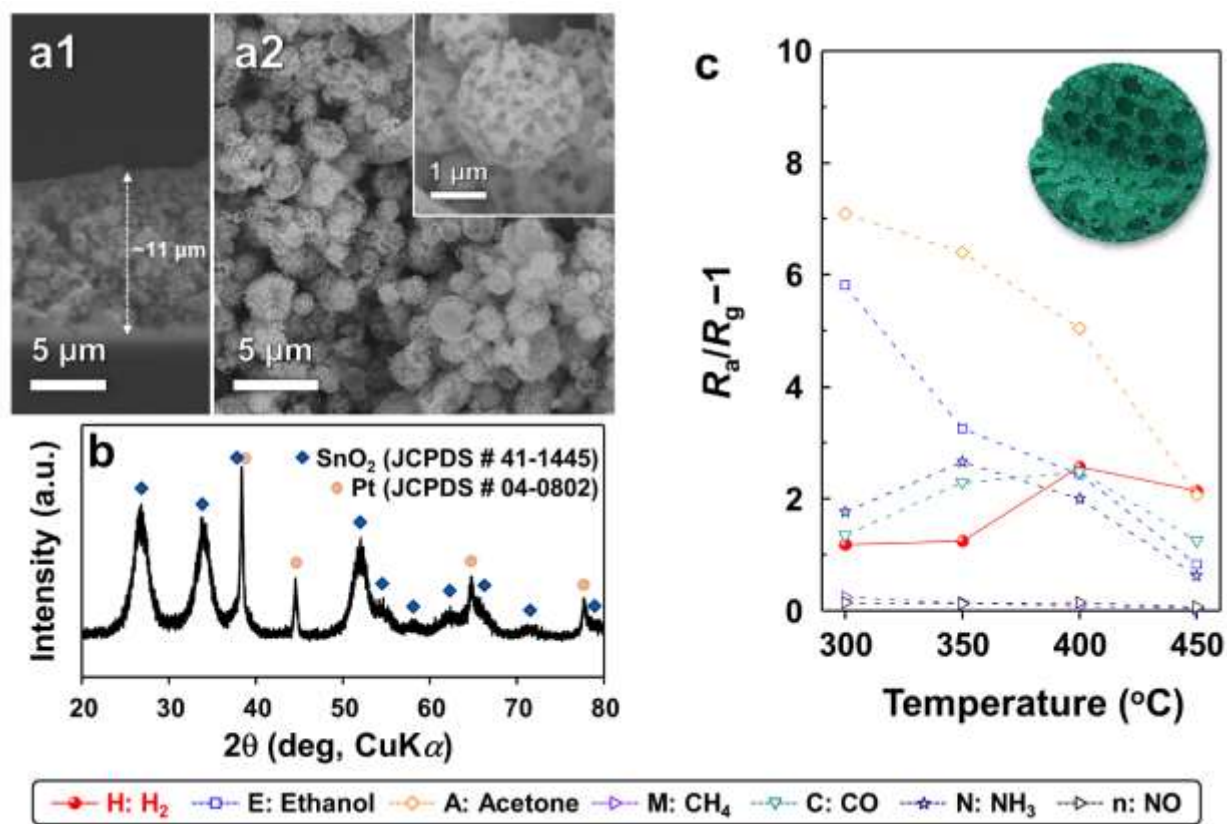 a1
~11 μm
5 μm
a2
1 μm
5 μm
b
SnO₂ (JCPDS # 41-1445)
Pt (JCPDS # 04-0802)
Intensity (a.u.)
20 30 40 50 60 70 80
2θ (deg, CuKα)
c
Rₐ/R_g−1
10
8
6
4
2
0
300 350 400 450
Temperature (°C)
H: H₂ E: Ethanol A: Acetone M: CH₄ C: CO N: NH₃ n: NO